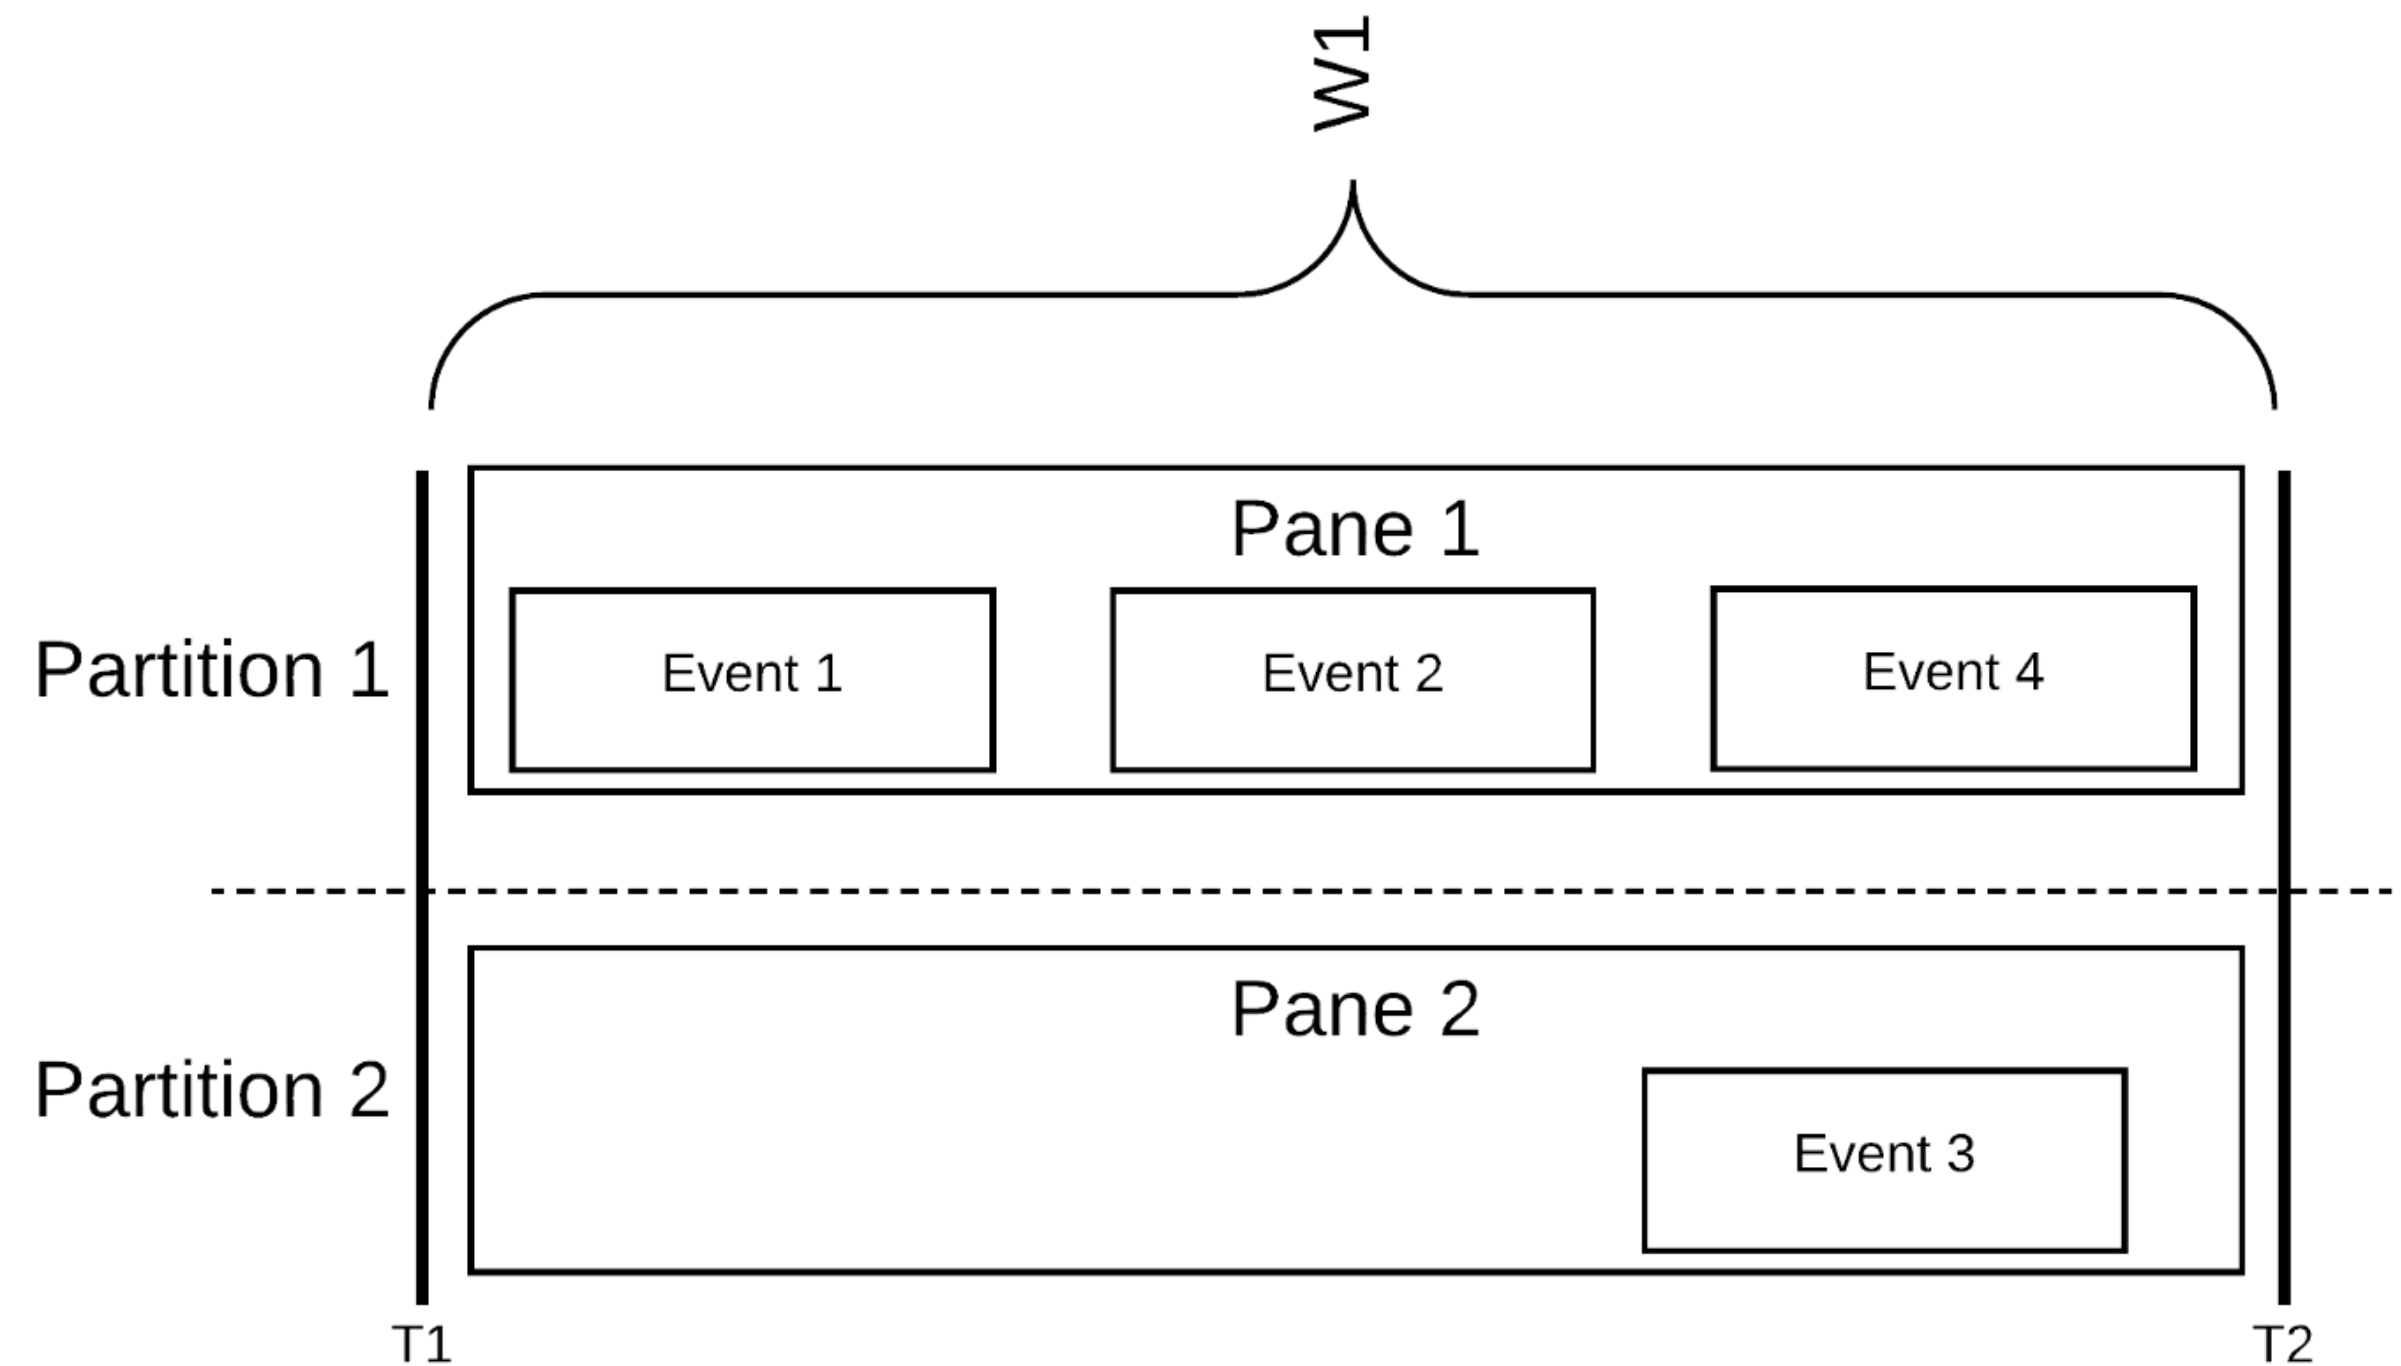 W1
Pane 1
Partition 1
Event 1
Event 2
Event 4
Pane 2
Partition 2
Event 3
T1
T2